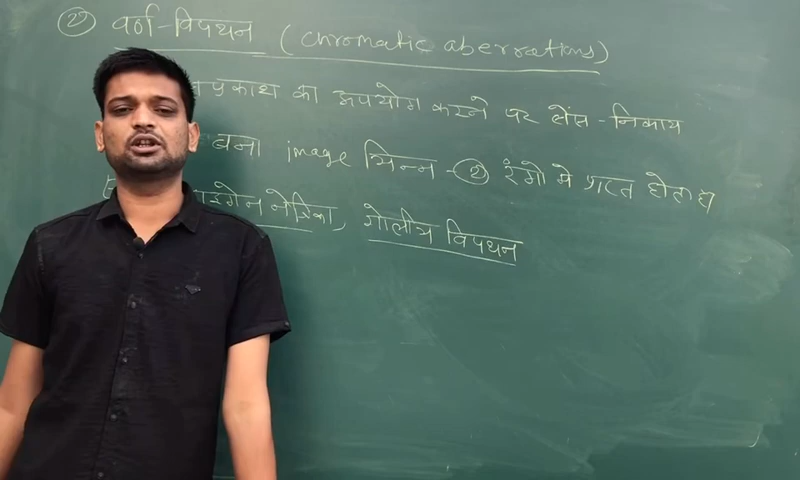 ② वर्ण-विपथन (chromatic aberrations)
प्रकाश का उपयोग करने पर लेंस-निकाय
बना image भिन्न-② रंगो मे प्राप्त होता है
नेत्रिका, गोलीय विपथन